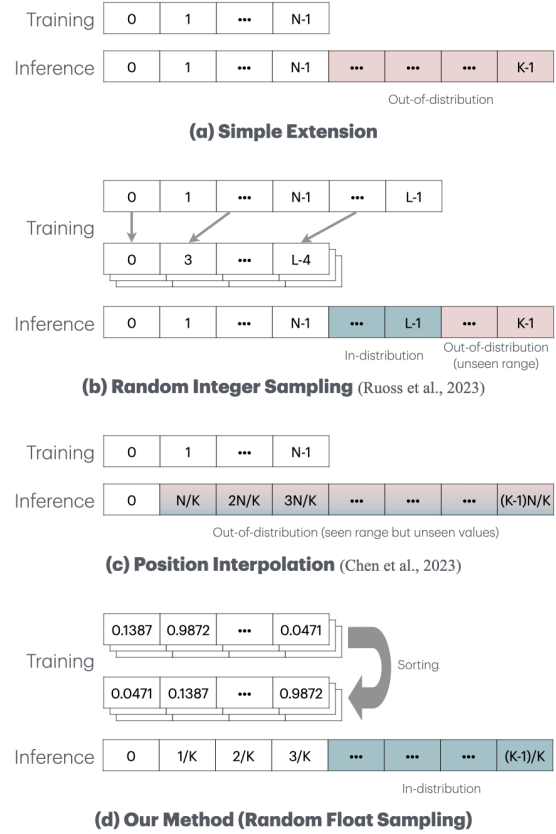 Training 0 1 ••• N-1
Inference 0 1 ••• N-1 ••• ••• ••• K-1
Out-of-distribution
(a) Simple Extension
0 1 ••• N-1 ••• L-1
Training
0 3 ••• L-4
Inference 0 1 ••• N-1 ••• L-1 ••• K-1
In-distribution
Out-of-distribution
(unseen range)
(b) Random Integer Sampling (Ruoss et al., 2023)
Training 0 1 ••• N-1
Inference 0 N/K 2N/K 3N/K ••• ••• ••• (K-1)N/K
Out-of-distribution (seen range but unseen values)
(c) Position Interpolation (Chen et al., 2023)
0.1387 0.9872 ••• 0.0471
Training
Sorting
0.0471 0.1387 ••• 0.9872
Inference 0 1/K 2/K 3/K ••• ••• ••• (K-1)/K
In-distribution
(d) Our Method (Random Float Sampling)